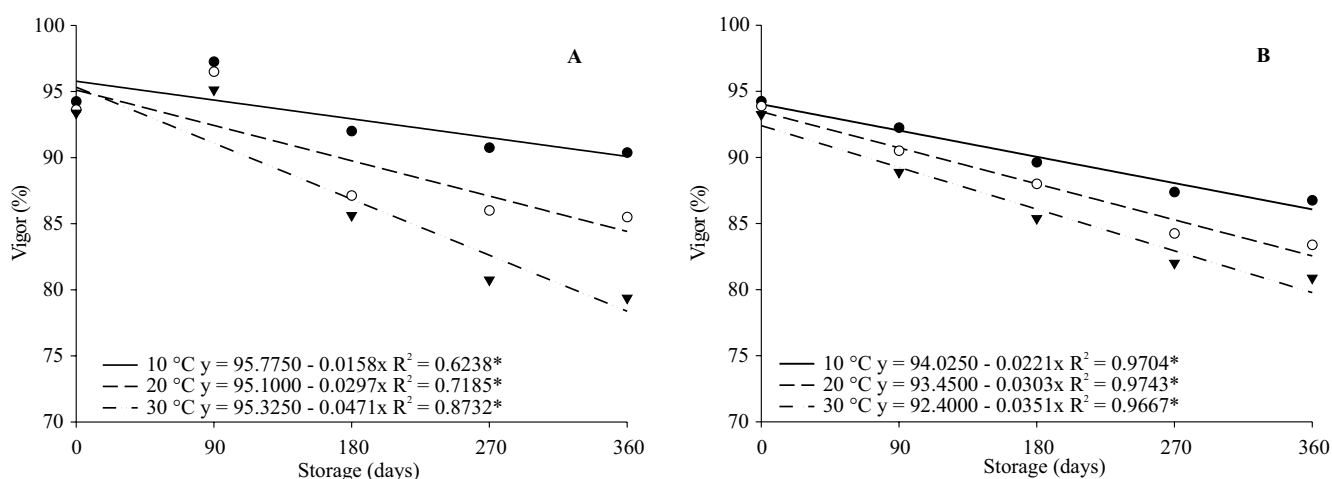 100
95
90
85
80
75
70
Vigor (%)
A
10 °C y = 95.7750 - 0.0158x R² = 0.6238*
20 °C y = 95.1000 - 0.0297x R² = 0.7185*
30 °C y = 95.3250 - 0.0471x R² = 0.8732*
0 90 180 270 360
Storage (days)
100
95
90
85
80
75
70
Vigor (%)
B
10 °C y = 94.0250 - 0.0221x R² = 0.9704*
20 °C y = 93.4500 - 0.0303x R² = 0.9743*
30 °C y = 92.4000 - 0.0351x R² = 0.9667*
0 90 180 270 360
Storage (days)